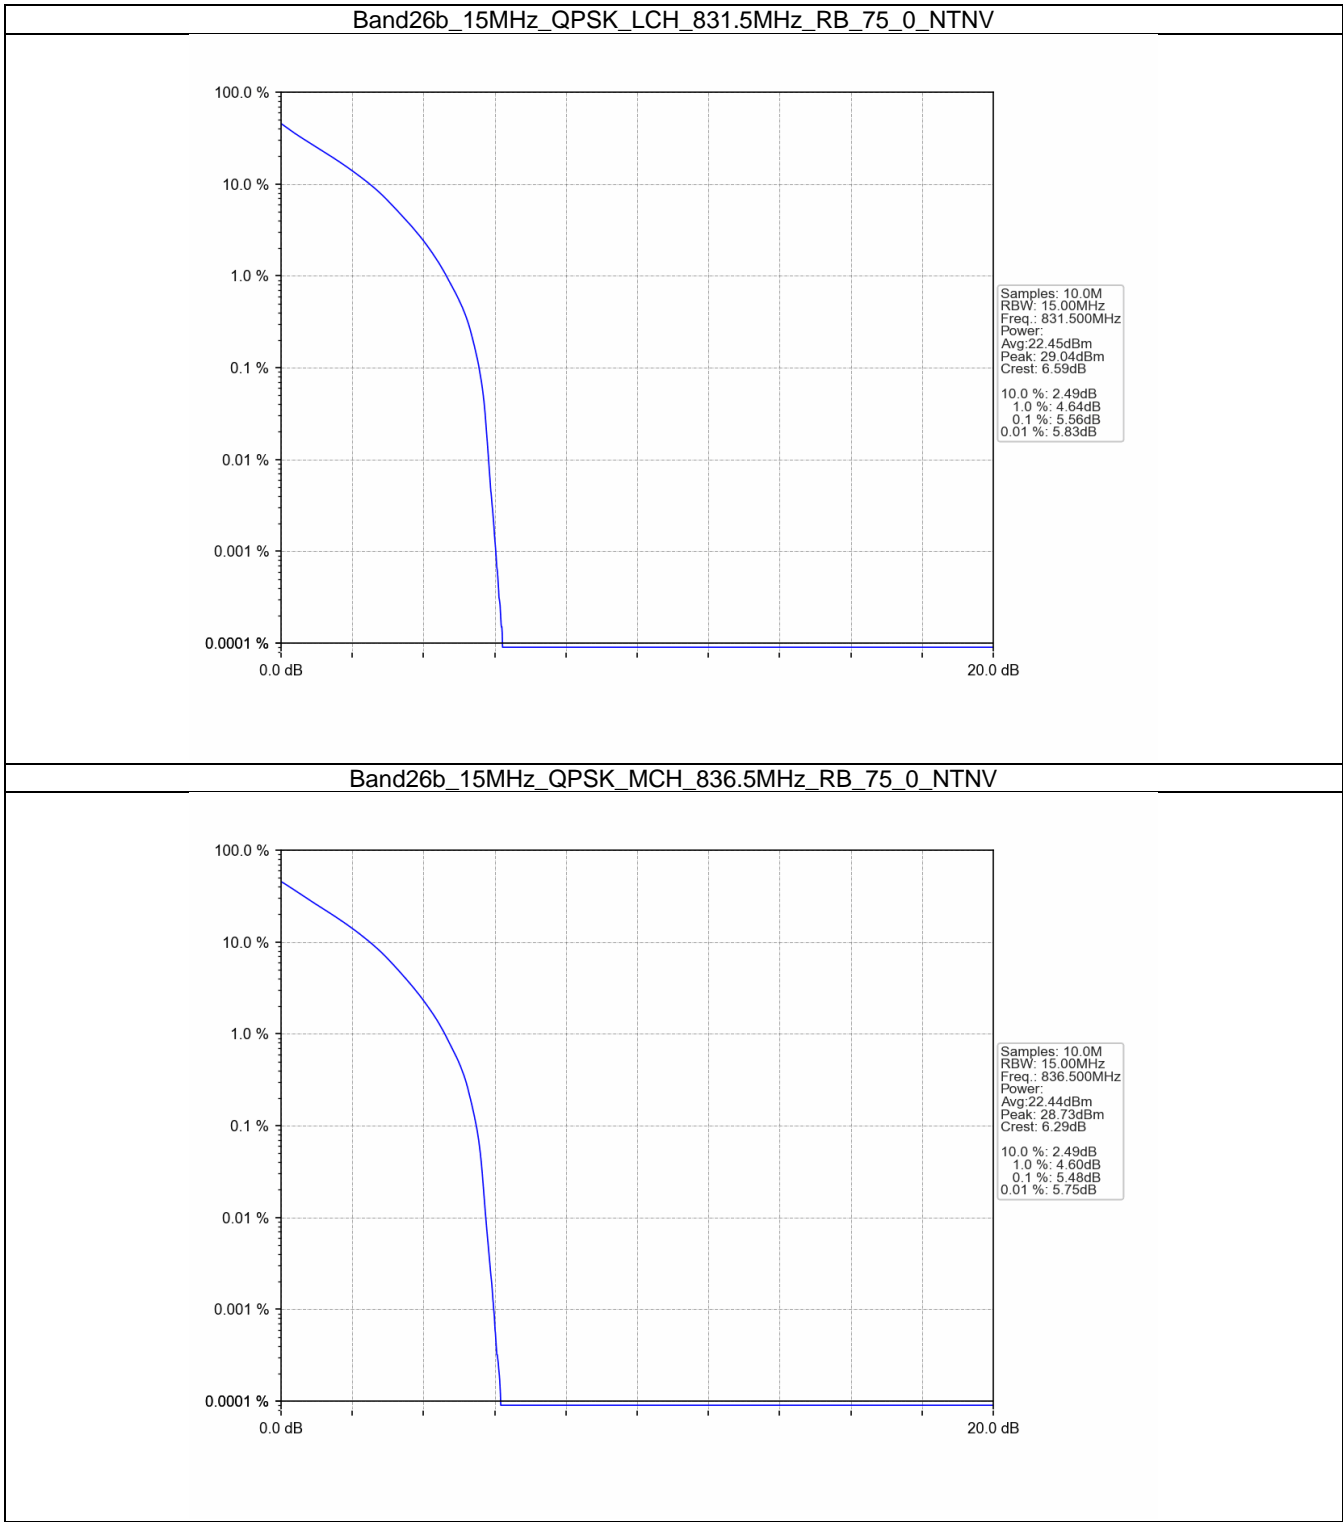 Band26b_15MHz_QPSK_LCH_831.5MHz_RB_75_0_NTNV
100.0 %
10.0 %
1.0 %
0.1 %
0.01 %
0.001 %
0.0001 %
0.0 dB
20.0 dB
Samples: 10.0M
RBW: 15.00MHz
Freq.: 831.500MHz
Power:
Avg:22.45dBm
Peak: 29.04dBm
Crest: 6.59dB
10.0 %: 2.49dB
1.0 %: 4.64dB
0.1 %: 5.56dB
0.01 %: 5.83dB
Band26b_15MHz_QPSK_MCH_836.5MHz_RB_75_0_NTNV
100.0 %
10.0 %
1.0 %
0.1 %
0.01 %
0.001 %
0.0001 %
0.0 dB
20.0 dB
Samples: 10.0M
RBW: 15.00MHz
Freq.: 836.500MHz
Power:
Avg:22.44dBm
Peak: 28.73dBm
Crest: 6.29dB
10.0 %: 2.49dB
1.0 %: 4.60dB
0.1 %: 5.48dB
0.01 %: 5.75dB